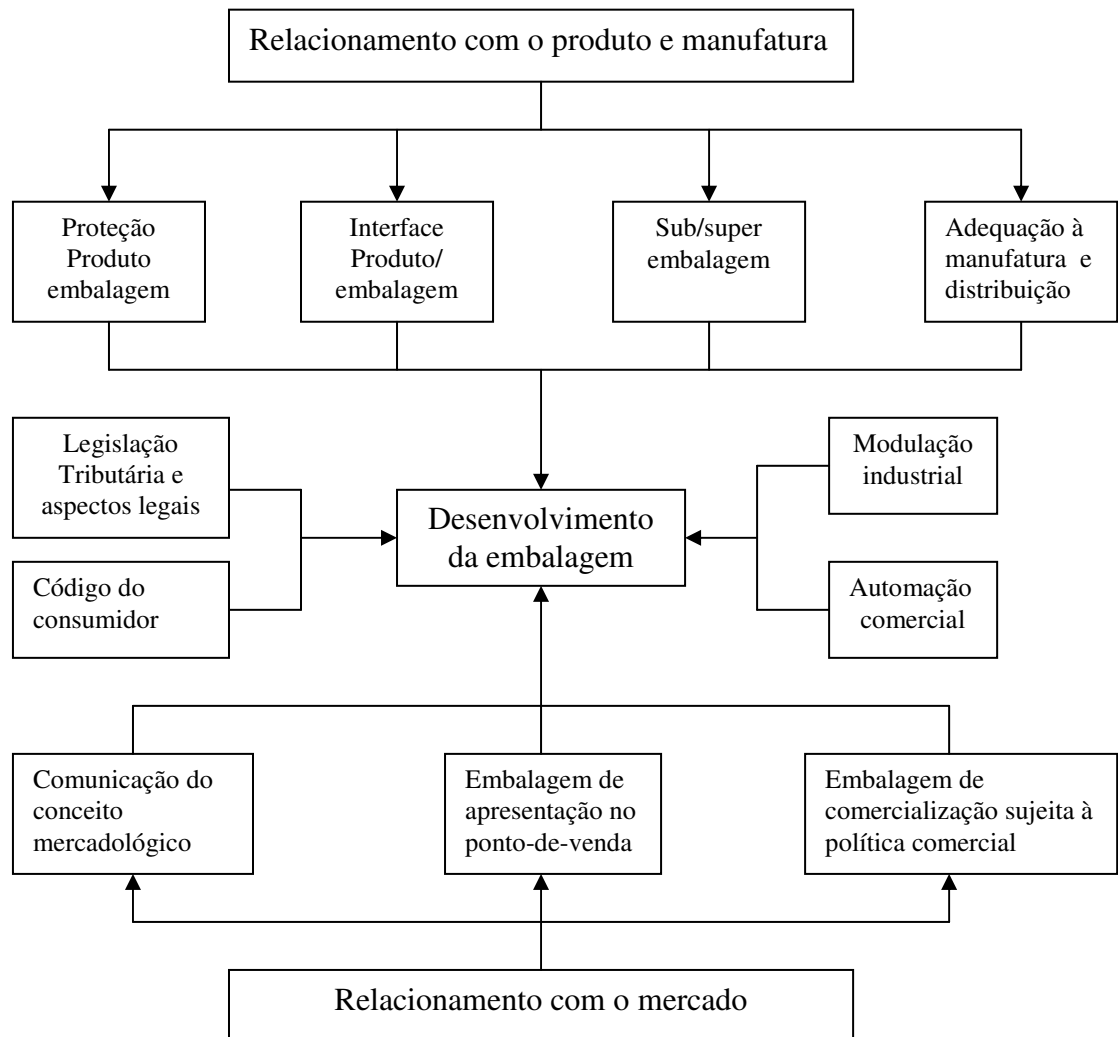 Relacionamento com o produto e manufatura
Proteção
Produto
embalagem
Interface
Produto/
embalagem
Sub/super
embalagem
Adequação à
manufatura e
distribuição
Legislação
Tributária e
aspectos legais
Modulação
industrial
Desenvolvimento
da embalagem
Código do
consumidor
Automação
comercial
Comunicação do
conceito
mercadológico
Embalagem de
apresentação no
ponto-de-venda
Embalagem de
comercialização sujeita à
política comercial
Relacionamento com o mercado